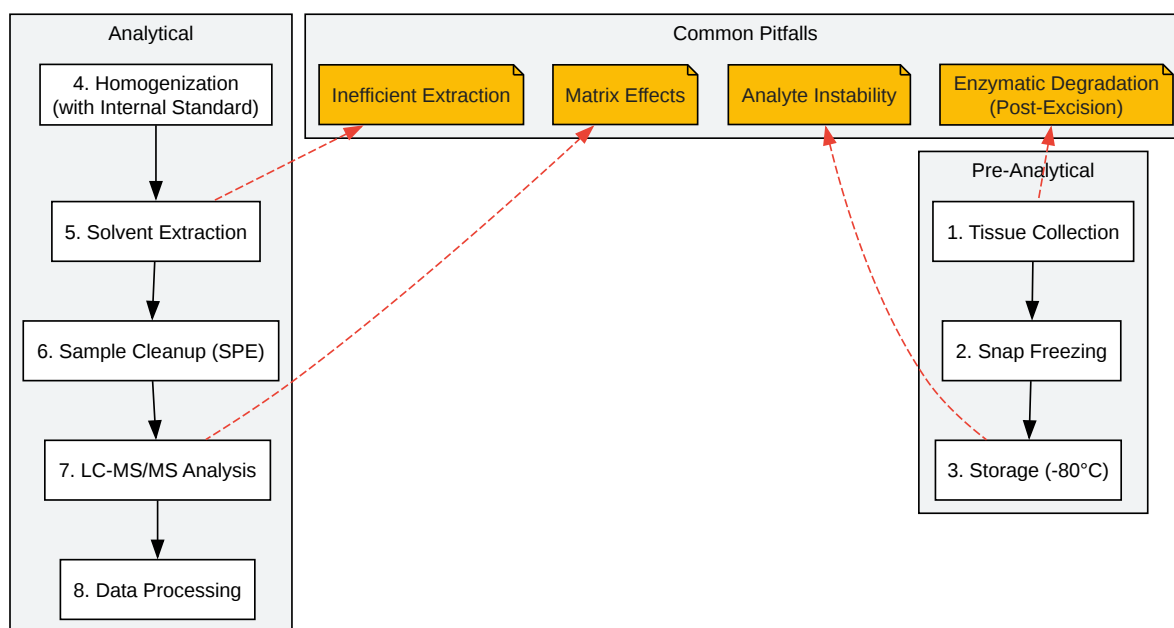 Analytical
4. Homogenization
(with Internal Standard)
5. Solvent Extraction
6. Sample Cleanup (SPE)
7. LC-MS/MS Analysis
8. Data Processing
Common Pitfalls
Inefficient Extraction
Matrix Effects
Analyte Instability
Enzymatic Degradation
(Post-Excision)
Pre-Analytical
1. Tissue Collection
2. Snap Freezing
3. Storage (-80°C)